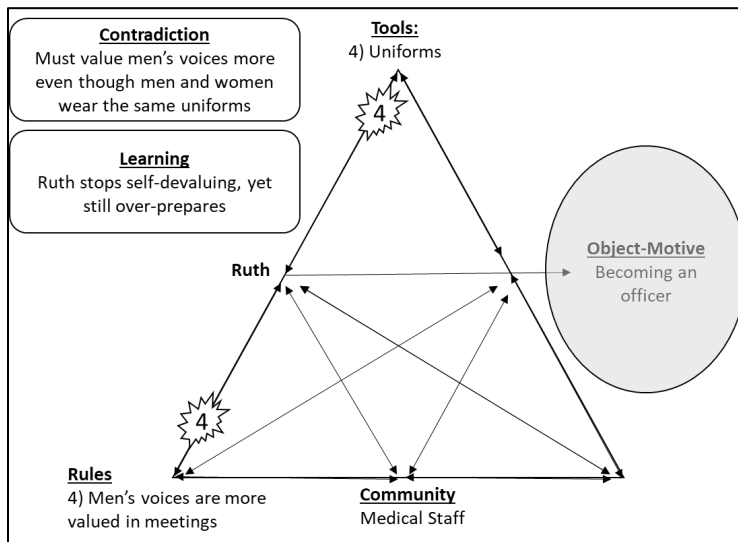 Contradiction
Must value men's voices more
even though men and women
wear the same uniforms
Learning
Ruth stops self-devaluing, yet
still over-prepares
Tools:
4) Uniforms
4
Ruth
Object-Motive
Becoming an
officer
4
Rules
4) Men's voices are more
valued in meetings
Community
Medical Staff